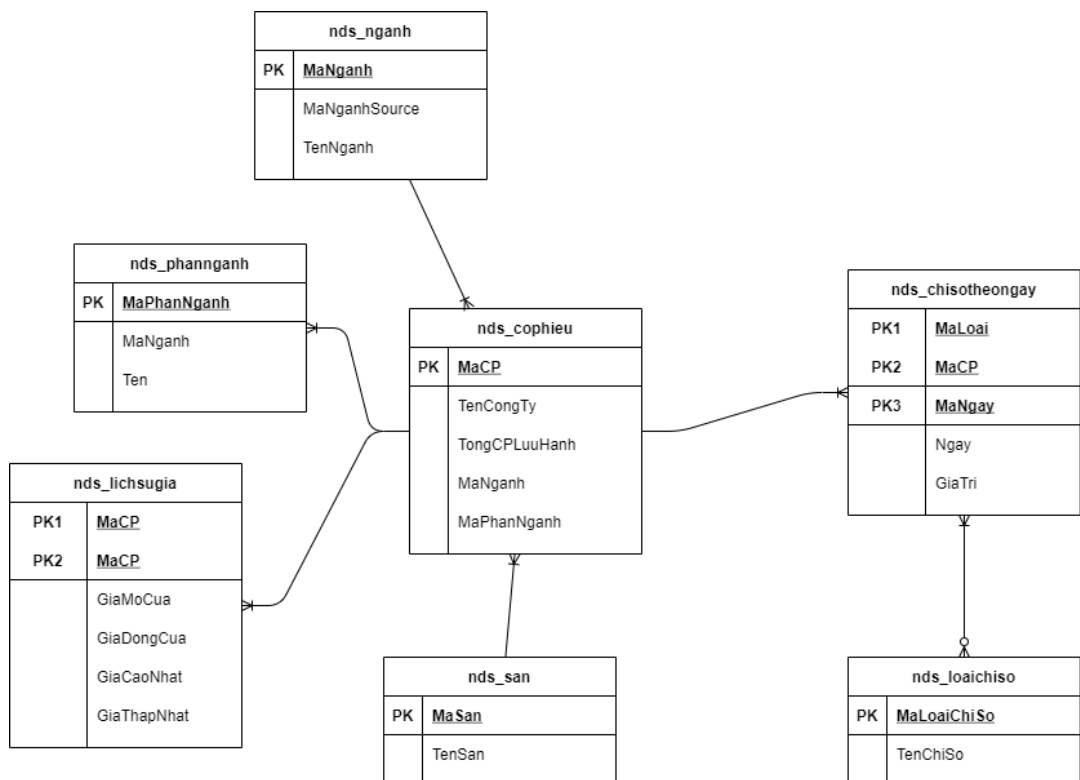 nds_nganh
PK MaNganh
MaNganhSource
TenNganh
nds_phannganh
PK MaPhanNganh
MaNganh
Ten
nds_cophieu
PK MaCP
TenCongTy
TongCPLuuHanh
MaNganh
MaPhanNganh
nds_chisotheongay
PK1 MaLoai
PK2 MaCP
PK3 MaNgay
Ngay
GiaTri
nds_lichsugia
PK1 MaCP
PK2 MaCP
GiaMoCua
GiaDongCua
GiaCaoNhat
GiaThapNhat
nds_san
PK MaSan
TenSan
nds_loaichiso
PK MaLoaiChiSo
TenChiSo